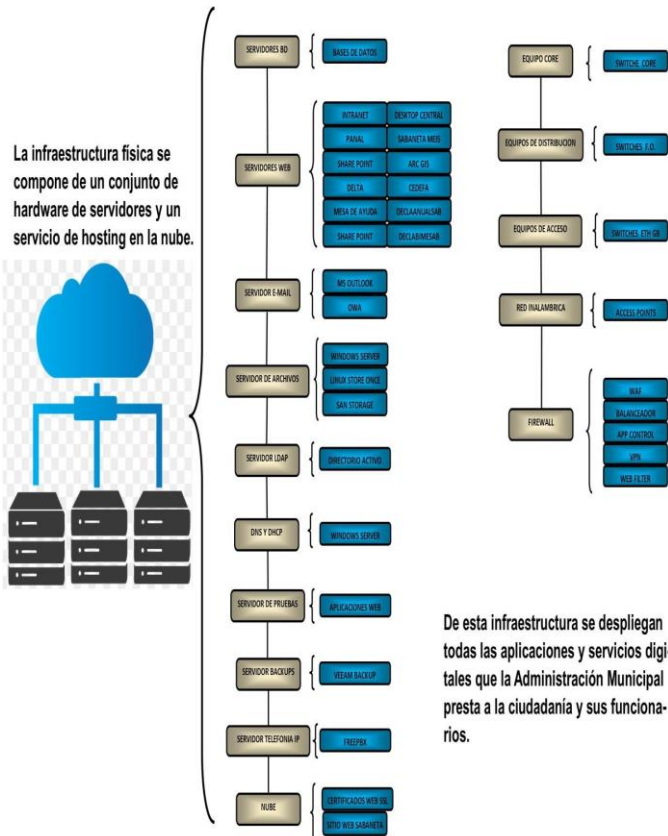 La infraestructura física se
compone de un conjunto de
hardware de servidores y un
servicio de hosting en la nube.
SERVIDORES BD
BASES DE DATOS
SERVIDORES WEB
INTRANET
DESKTOP CENTRAL
PANAL
SABANETA MEIS
SHARE POINT
ARC GIS
DELTA
CEDEFA
MESA DE AYUDA
DECLAANUALSAB
SHARE POINT
DECLABIMESAB
SERVIDOR E-MAIL
MS OUTLOOK
OWA
SERVIDOR DE ARCHIVOS
WINDOWS SERVER
LINUX STORE ONCE
SAN STORAGE
SERVIDOR LDAP
DIRECTORIO ACTIVO
DNS Y DHCP
WINDOWS SERVER
SERVIDOR DE PRUEBAS
APLICACIONES WEB
SERVIDOR BACKUPS
VEEAM BACKUP
SERVIDOR TELEFONIA IP
FREEPBX
NUBE
CERTIFICADOS WEB SSL
SITIO WEB SABANETA
EQUIPO CORE
SWITCHE CORE
EQUIPOS DE DISTRIBUCION
SWITCHES F.O.
EQUIPOS DE ACCESO
SWITCHES ETH GB
RED INALAMBRICA
ACCESS POINTS
FIREWALL
WAF
BALANCEADOR
APP CONTROL
VPN
WEB FILTER
De esta infraestructura se despliegan
todas las aplicaciones y servicios digi-
tales que la Administración Municipal
presta a la ciudadanía y sus funciona-
rios.